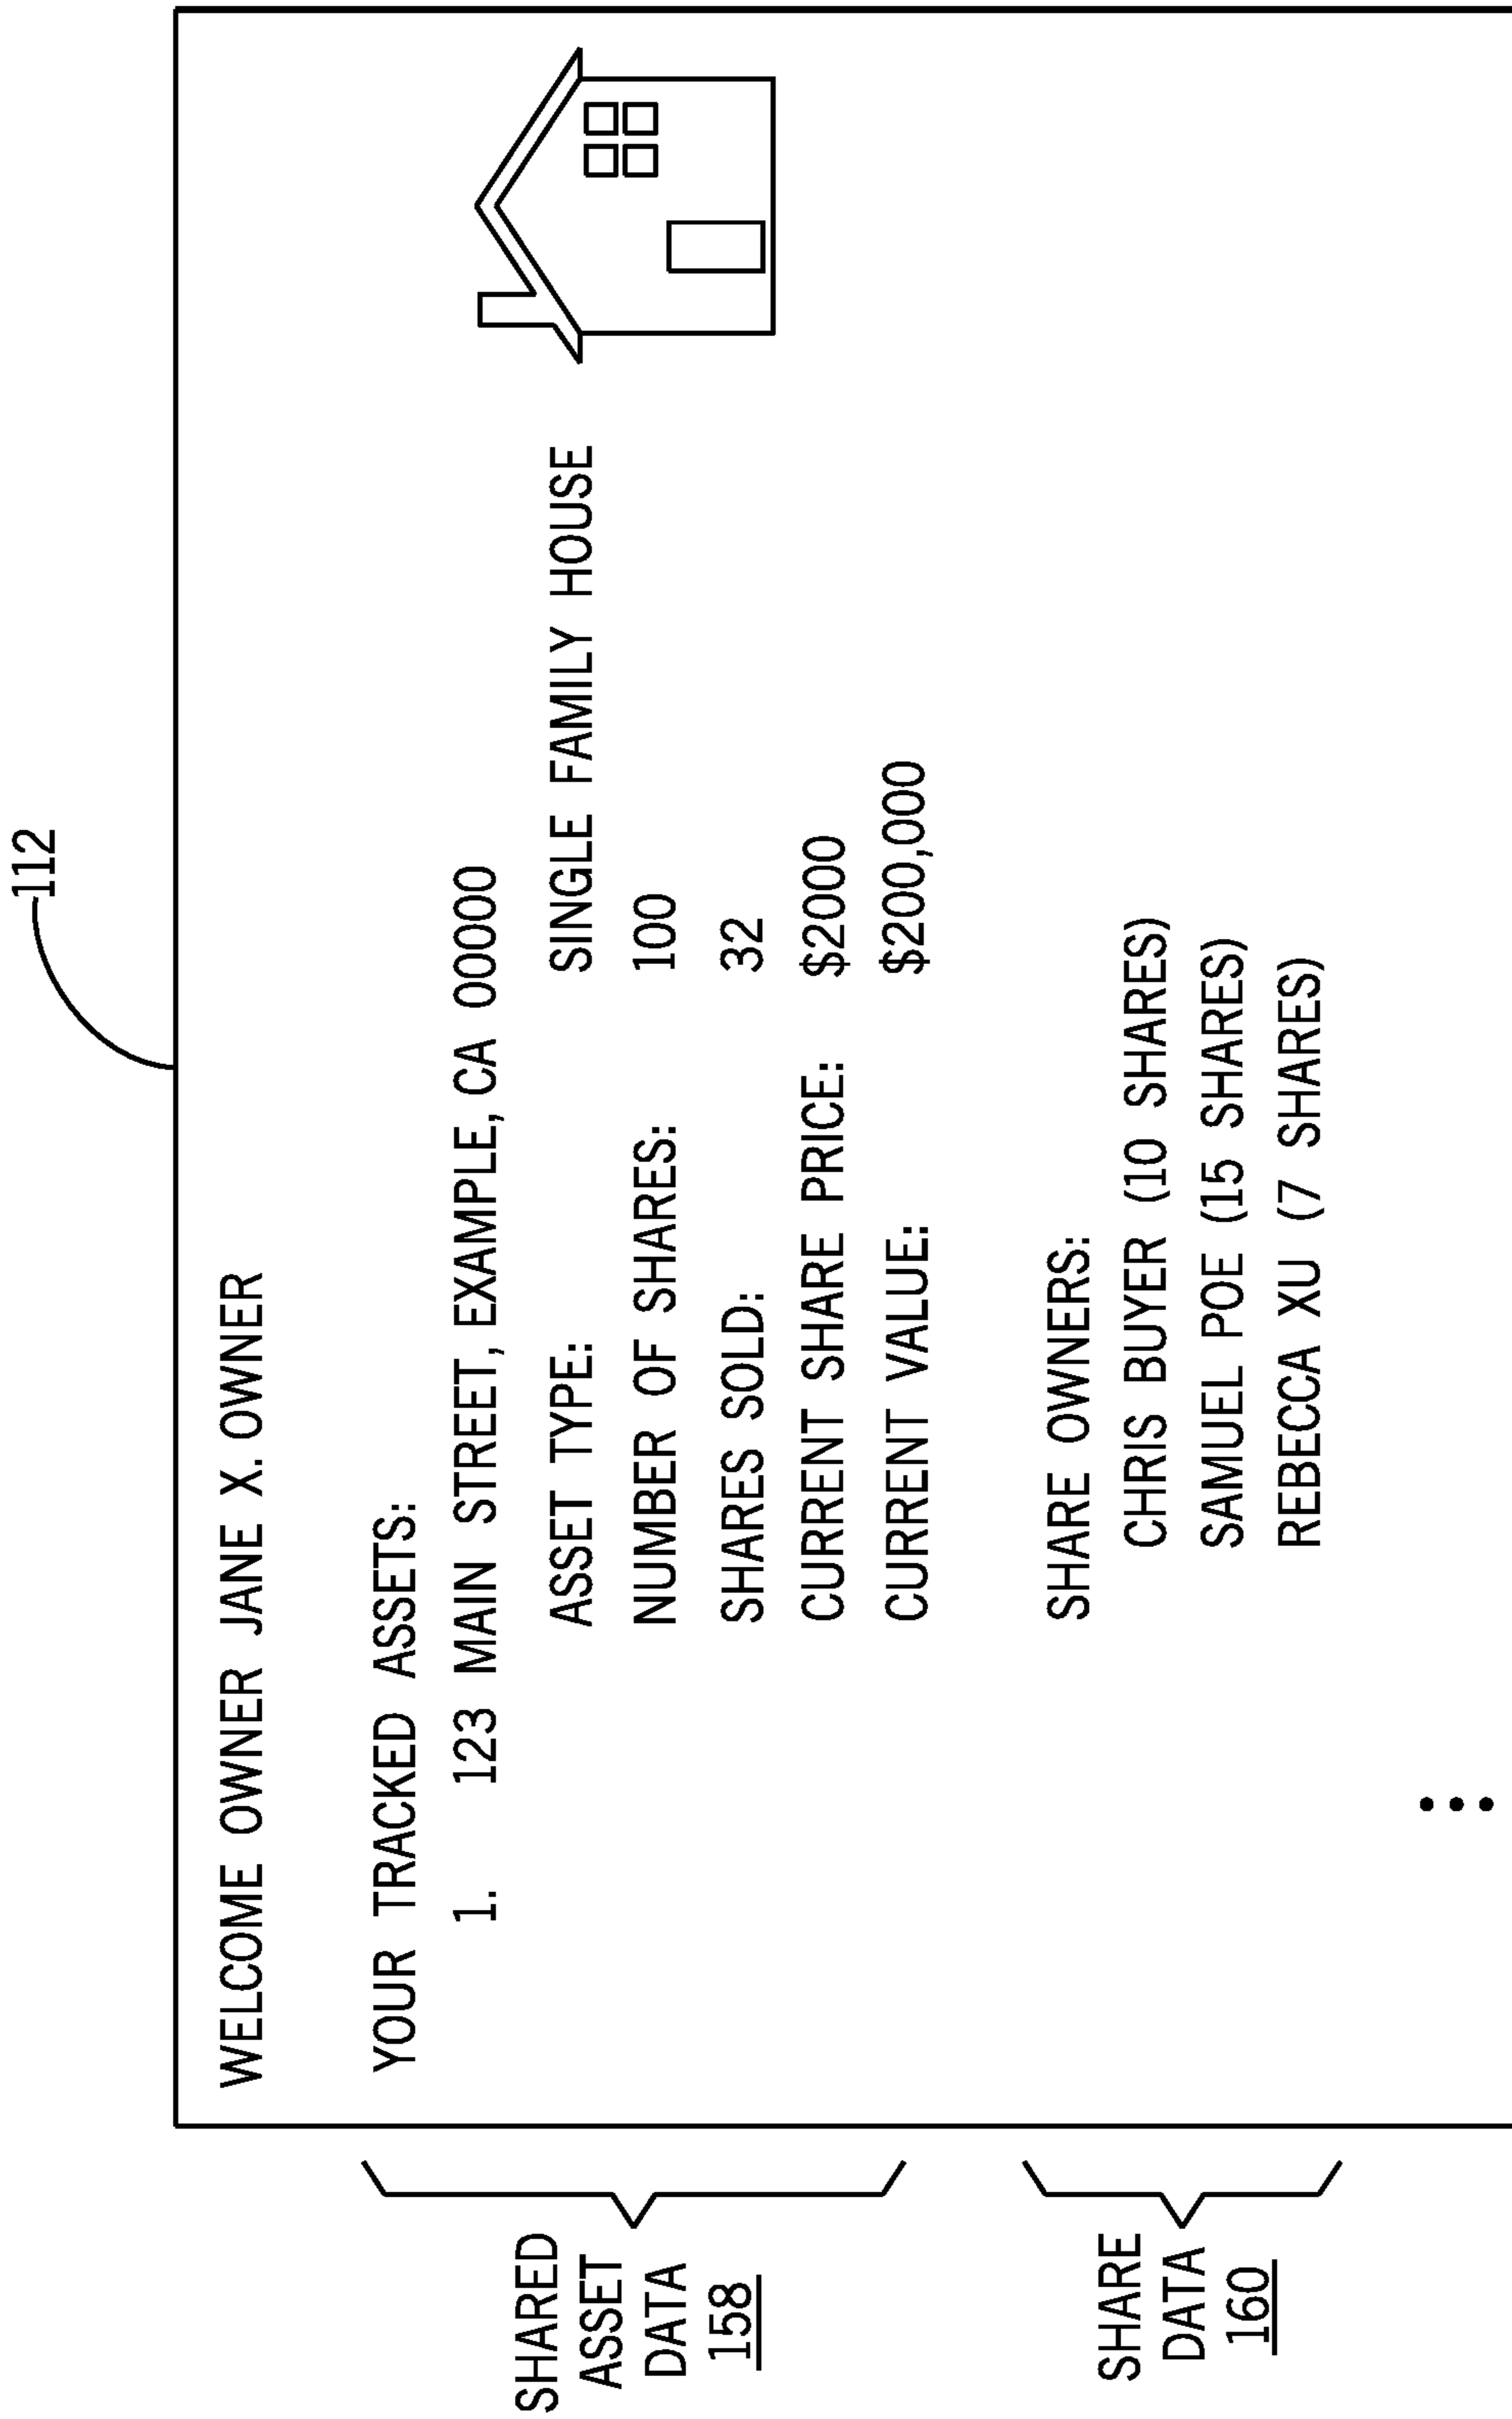 112
WELCOME OWNER JANE X. OWNER
YOUR TRACKED ASSETS:
1. 123 MAIN STREET, EXAMPLE, CA 00000
ASSET TYPE: SINGLE FAMILY HOUSE
NUMBER OF SHARES: 100
SHARES SOLD: 32
CURRENT SHARE PRICE: $2000
CURRENT VALUE: $200,000
SHARE OWNERS:
CHRIS BUYER (10 SHARES)
SAMUEL POE (15 SHARES)
REBECCA XU (7 SHARES)
SHARED
ASSET
DATA
158
SHARE
DATA
160